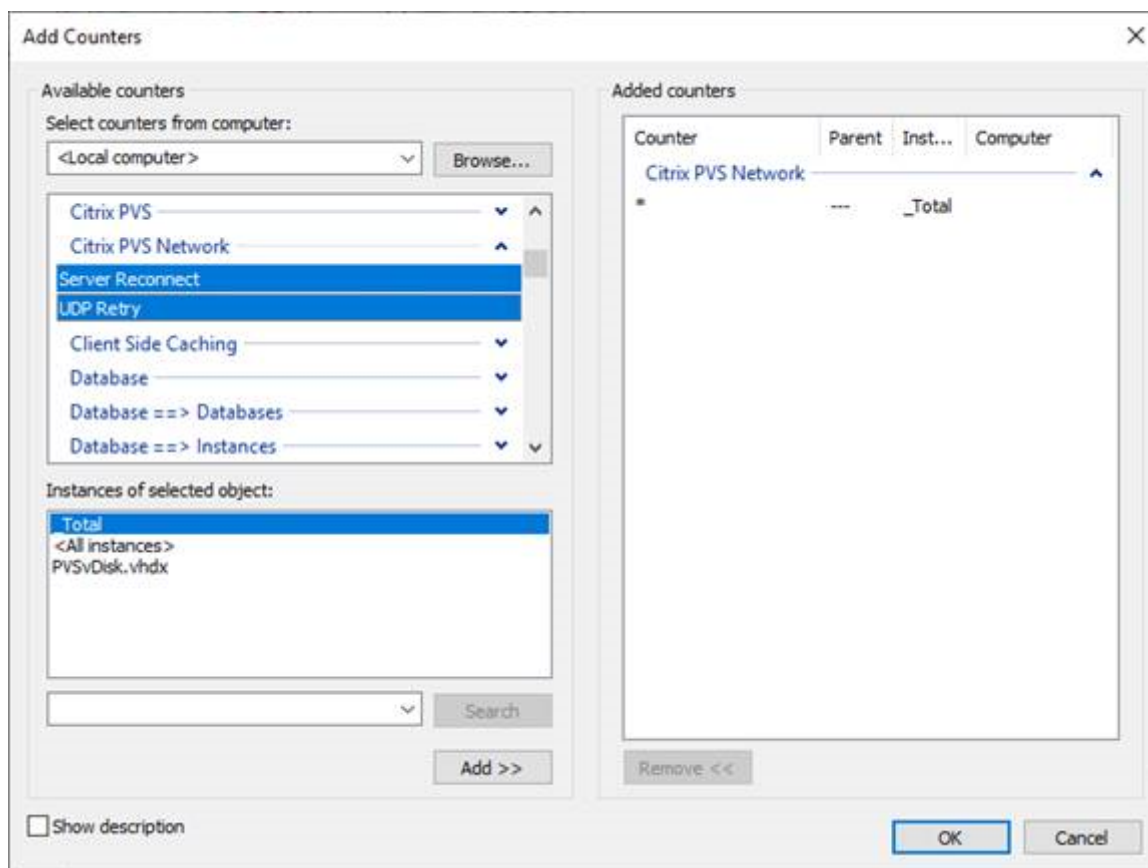 Add Counters
Available counters
Select counters from computer:
<Local computer>
Browse...
Citrix PVS
Citrix PVS Network
Server Reconnect
UDP Retry
Client Side Caching
Database
Database ==> Databases
Database ==> Instances
Instances of selected object:
_Total
<All instances>
PVSvDisk.vhdx
Search
Add >>
Show description
Added counters
Counter Parent Inst... Computer
Citrix PVS Network
* --- _Total
Remove <<
OK Cancel